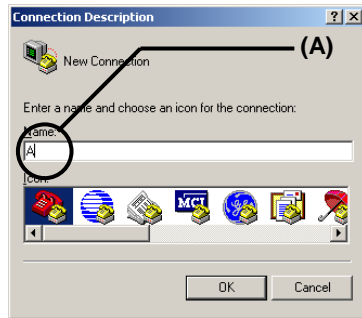 Connection Description
(A)
New Connection
Enter a name and choose an icon for the connection:
Name:
A
Icon:
MCI
OK Cancel